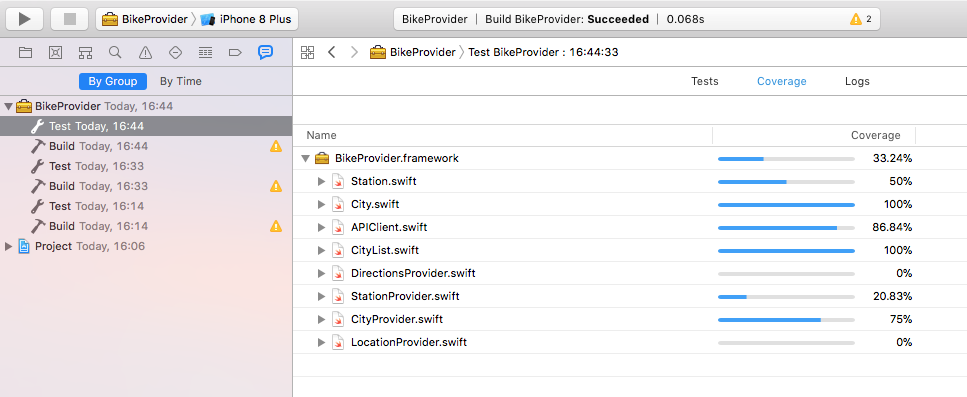 BikeProvider iPhone 8 Plus BikeProvider Build BikeProvider: Succeeded 0.068s 2
BikeProvider Test BikeProvider : 16:44:33
By Group By Time
Tests Coverage Logs
BikeProvider Today, 16:44
Test Today, 16:44
Build Today, 16:44
Test Today, 16:33
Build Today, 16:33
Test Today, 16:14
Build Today, 16:14
Project Today, 16:06
Name Coverage
BikeProvider.framework 33.24%
Station.swift 50%
City.swift 100%
APIClient.swift 86.84%
CityList.swift 100%
DirectionsProvider.swift 0%
StationProvider.swift 20.83%
CityProvider.swift 75%
LocationProvider.swift 0%